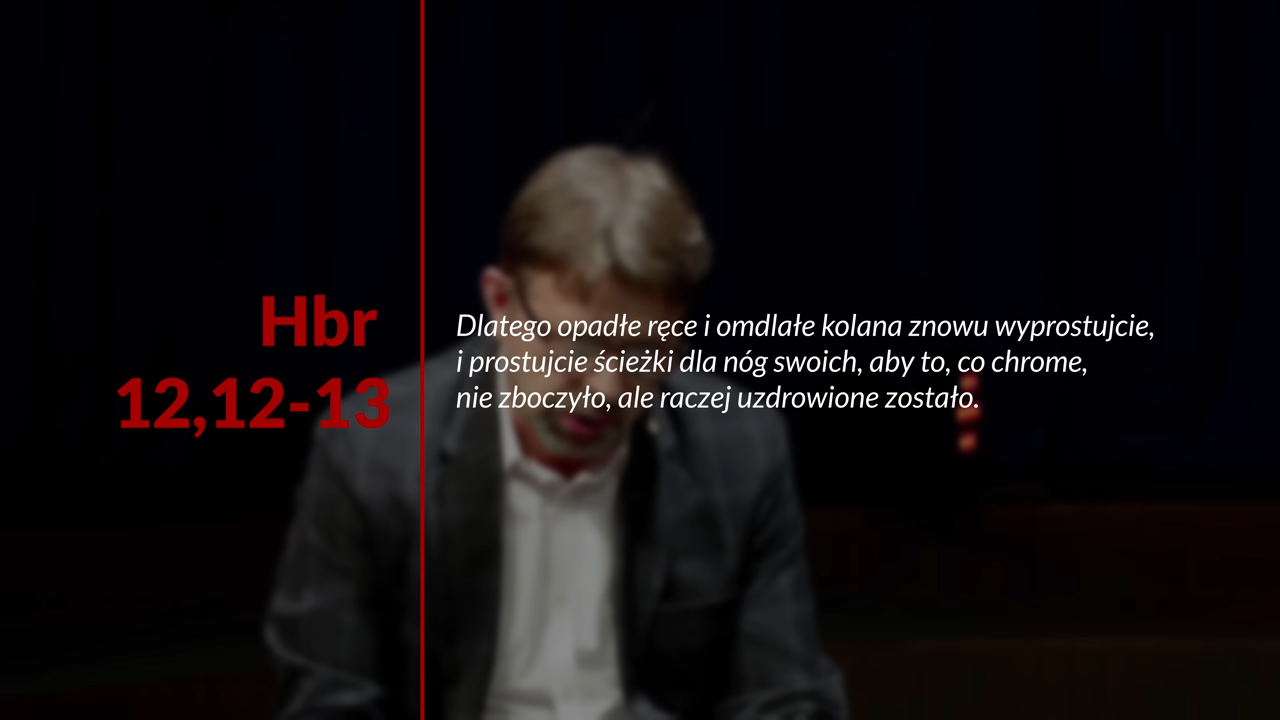 Hbr
12,12-13
Dlatego opadłe ręce i omdlałe kolana znowu wyprostujcie,
i prostujcie ścieżki dla nóg swoich, aby to, co chrome,
nie zboczyło, ale raczej uzdrowione zostało.